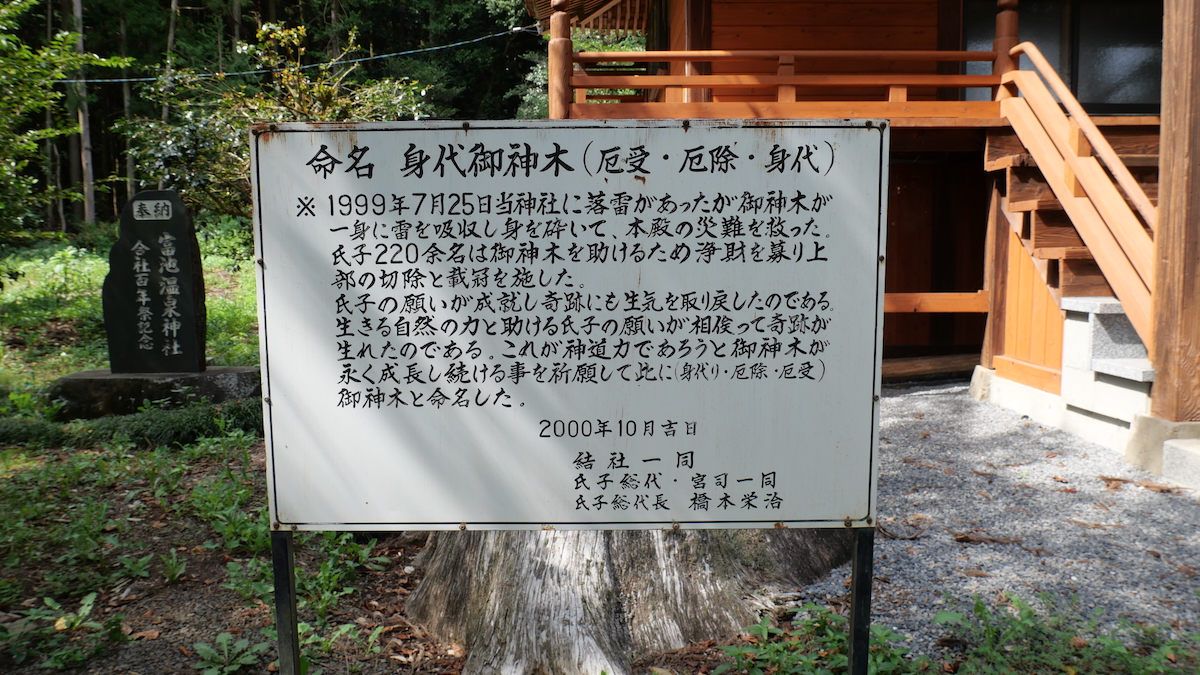 命名 身代御神木(厄受・厄除・身代)
※1999年7月25日当神社に落雷があったが御神木が
一身に雷を吸収し身を砕いて、本殿の災難を救った。
氏子220余名は御神木を助けるため浄財を募り上
部の切除と載冠を施した。
氏子の願いが成就し奇跡にも生気を取り戻したのである。
生きる自然の力と助ける氏子の願いが相俊って奇跡が
生れたのである。これが神道力であろうと御神木が
永く成長し続ける事を祈願して此に(身代り・厄除・厄受)
御神木と命名した。
2000年10月吉日
結社一同
氏子総代・宮司一同
氏子総代長 橋本栄治
奉納
富池温泉神社
合社百年祭記念